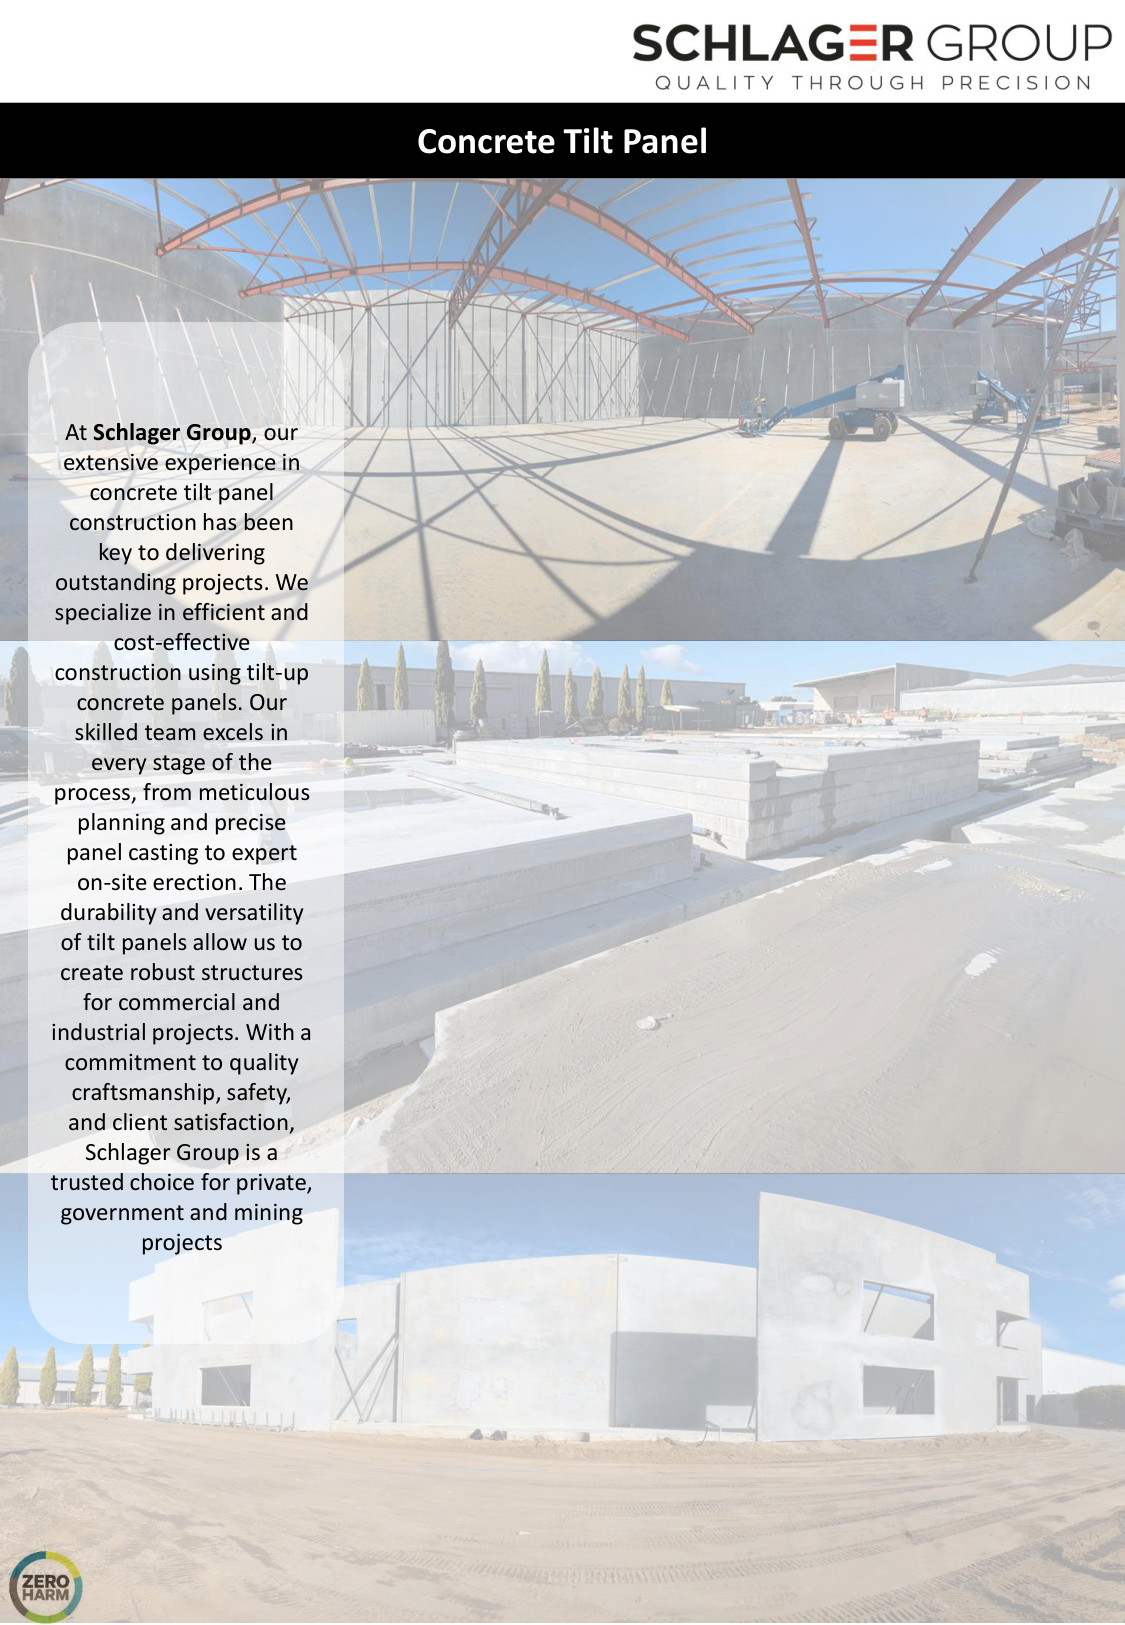 SCHLAGER GROUP
QUALITY THROUGH PRECISION
Concrete Tilt Panel
At Schlager Group, our
extensive experience in
concrete tilt panel
construction has been
key to delivering
outstanding projects. We
specialize in efficient and
cost-effective
construction using tilt-up
concrete panels. Our
skilled team excels in
every stage of the
process, from meticulous
planning and precise
panel casting to expert
on-site erection. The
durability and versatility
of tilt panels allow us to
create robust structures
for commercial and
industrial projects. With a
commitment to quality
craftsmanship, safety,
and client satisfaction,
Schlager Group is a
trusted choice for private,
government and mining
projects
ZERO
HARM